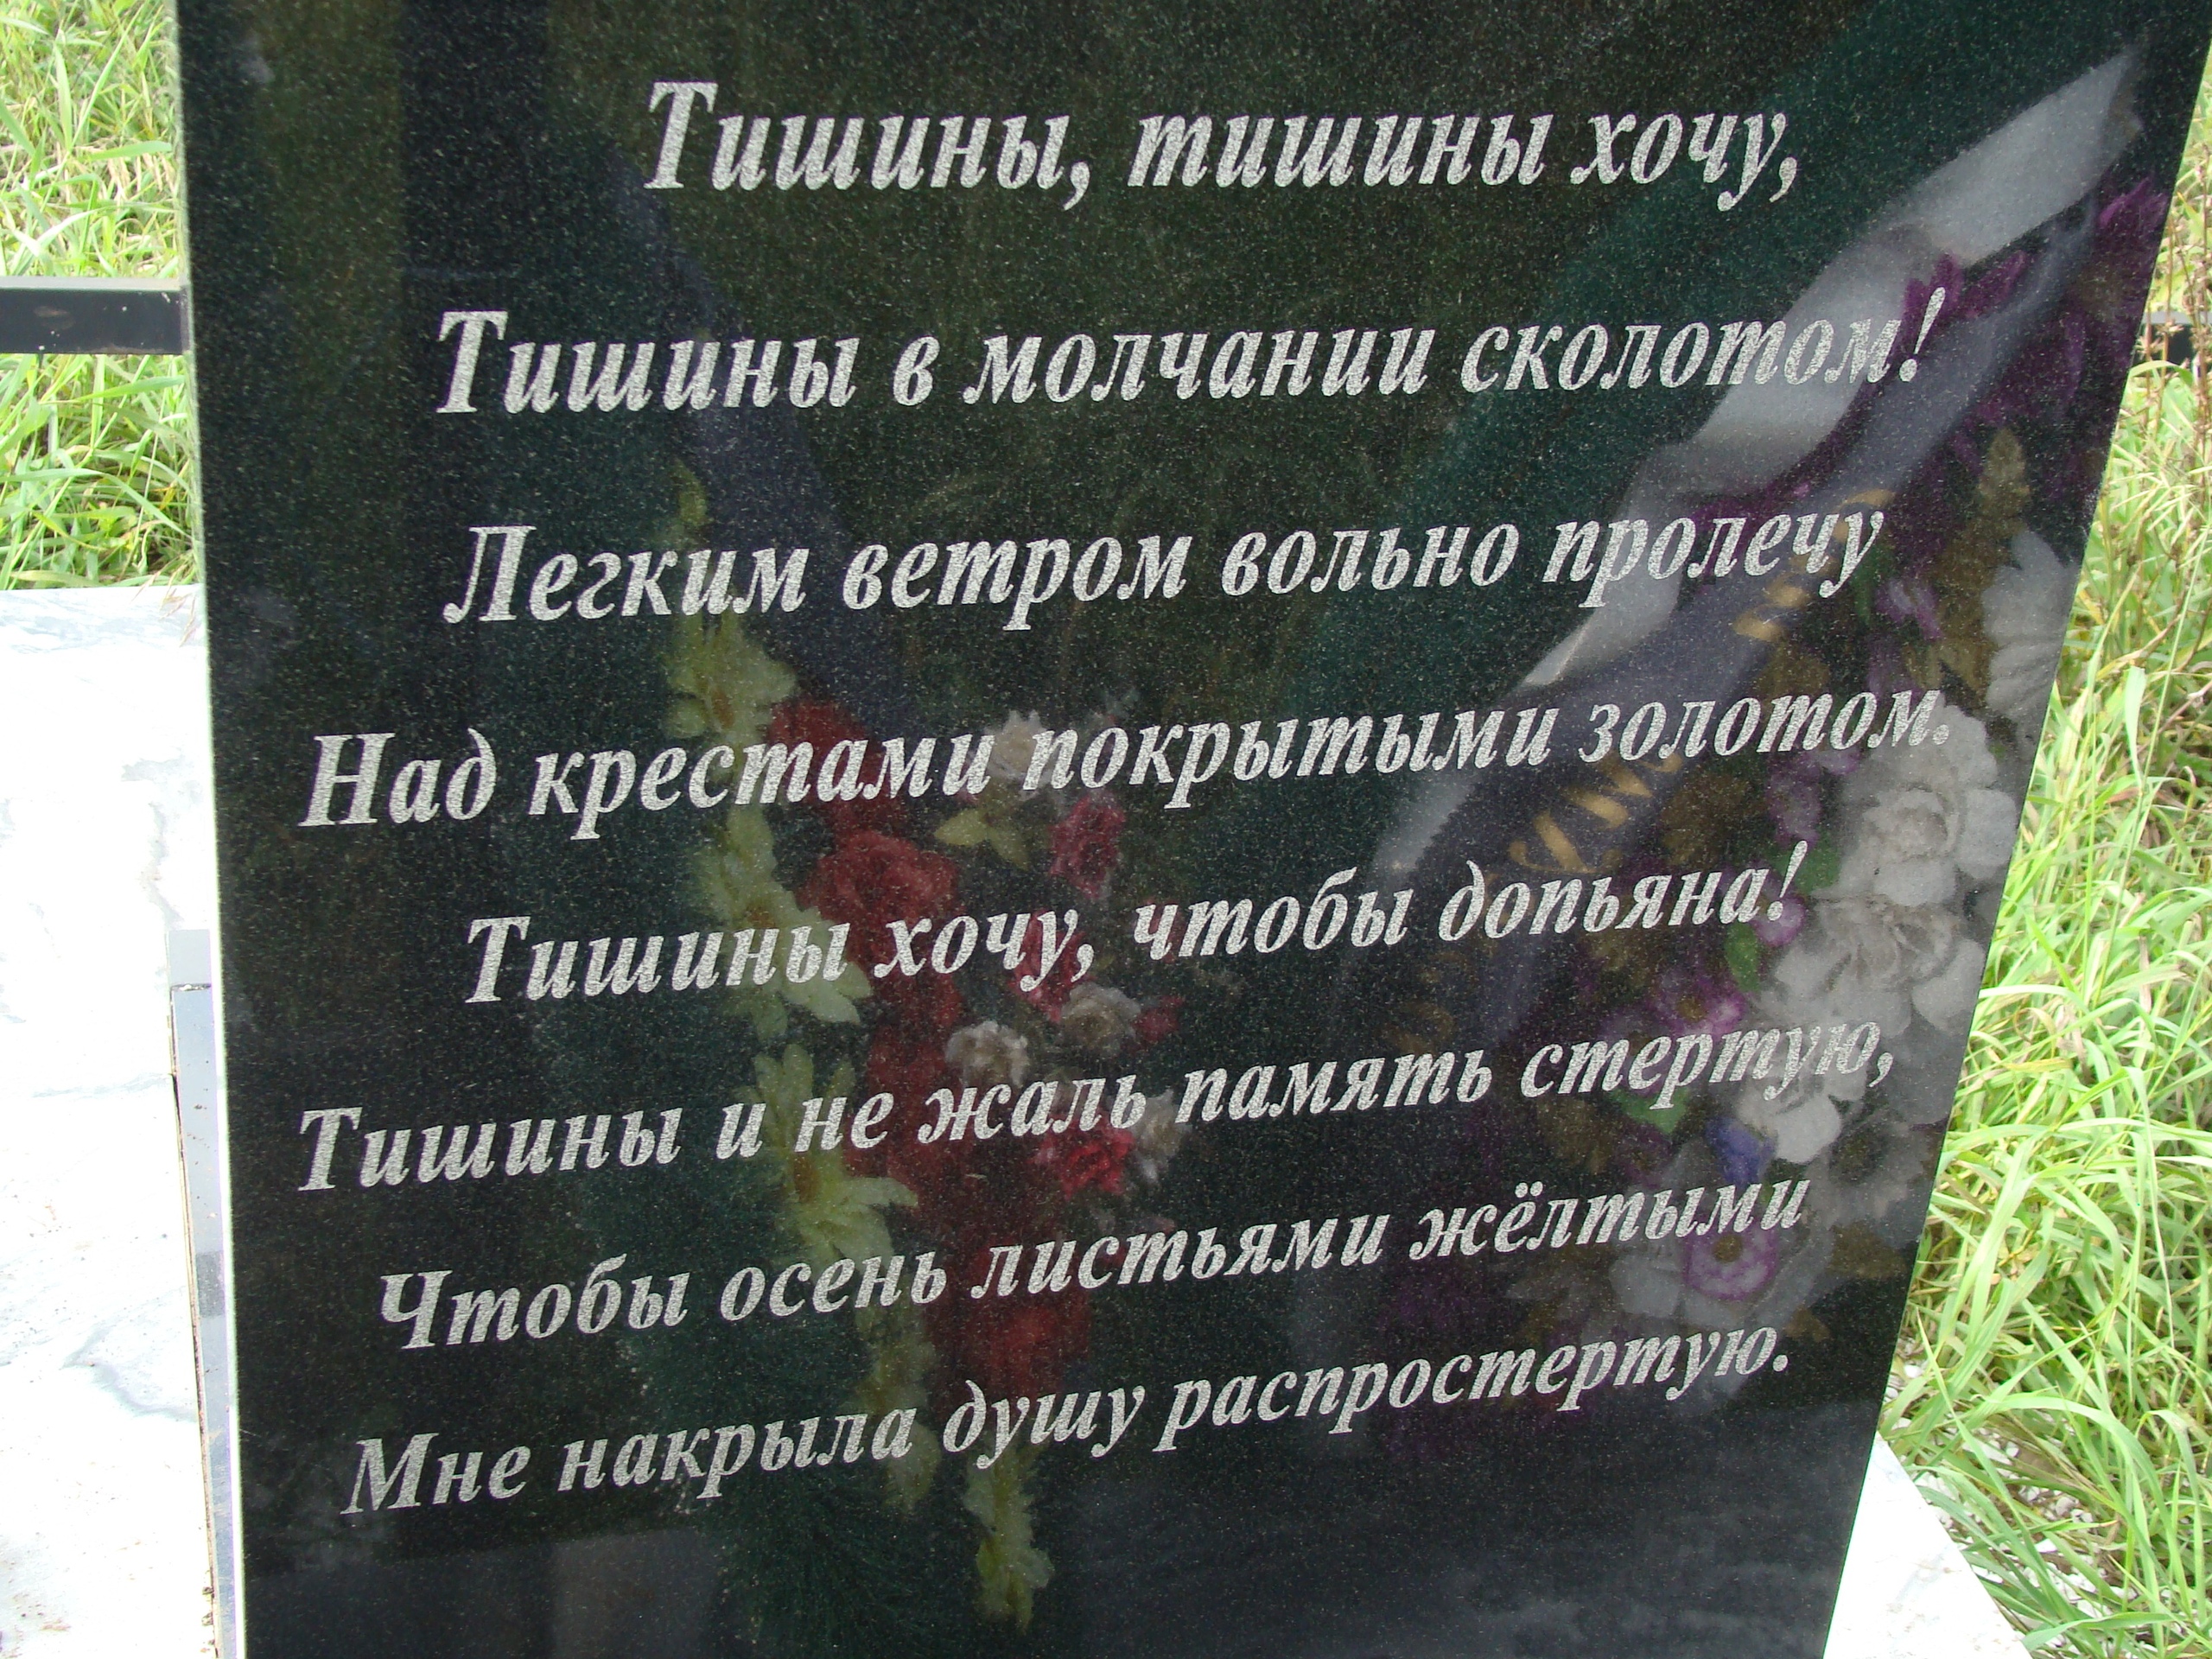 Тишины, тишины хочу,
Тишины в молчании сколотом!
Легким ветром вольно пролечу
Над крестами покрытыми золотом.
Тишины хочу, чтобы допьяна!
Тишины и не жаль память стертую,
Чтобы осень листьями жёлтыми
Мне накрыла душу распростертую.